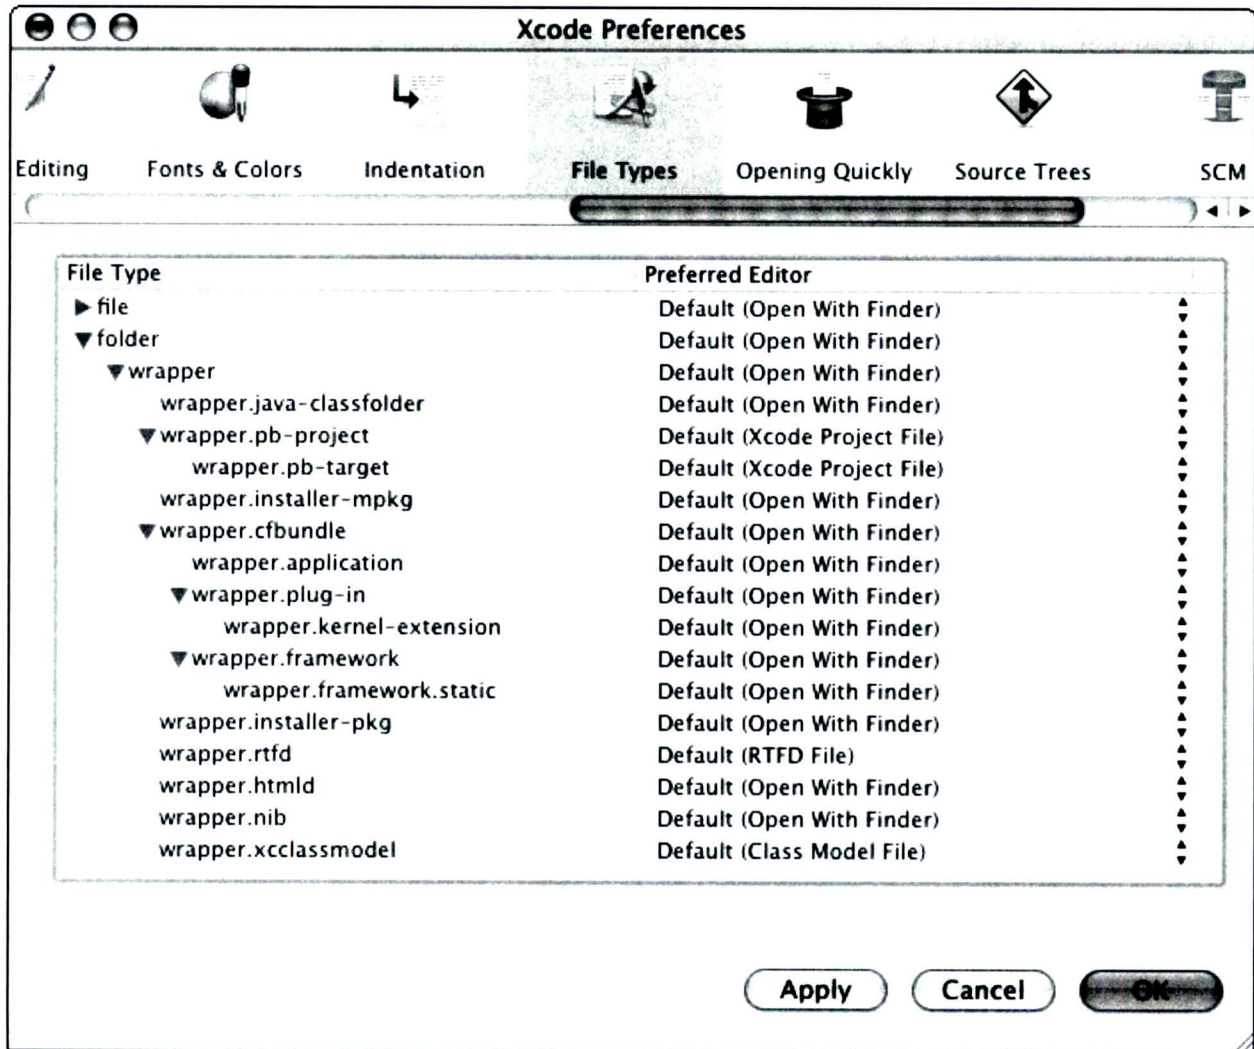 Xcode Preferences
Editing Fonts & Colors Indentation File Types Opening Quickly Source Trees SCM
File Type Preferred Editor
file Default (Open With Finder)
folder Default (Open With Finder)
wrapper Default (Open With Finder)
wrapper.java-classfolder Default (Open With Finder)
wrapper.pb-project Default (Xcode Project File)
wrapper.pb-target Default (Xcode Project File)
wrapper.installer-mpkg Default (Open With Finder)
wrapper.cfbundle Default (Open With Finder)
wrapper.application Default (Open With Finder)
wrapper.plug-in Default (Open With Finder)
wrapper.kernel-extension Default (Open With Finder)
wrapper.framework Default (Open With Finder)
wrapper.framework.static Default (Open With Finder)
wrapper.installer-pkg Default (Open With Finder)
wrapper.rtfd Default (RTFD File)
wrapper.htmld Default (Open With Finder)
wrapper.nib Default (Open With Finder)
wrapper.xcclassmodel Default (Class Model File)
Apply Cancel OK